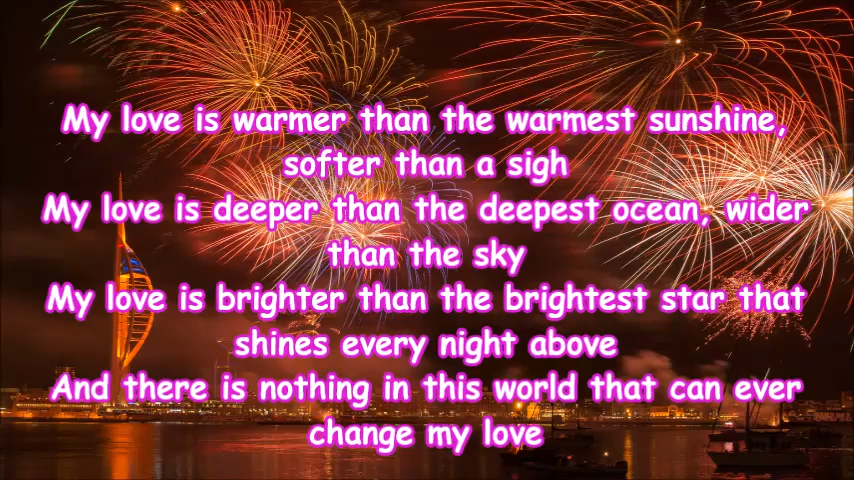 My love is warmer than the warmest sunshine,
softer than a sigh
My love is deeper than the deepest ocean, wider
than the sky
My love is brighter than the brightest star that
shines every night above
And there is nothing in this world that can ever
change my love